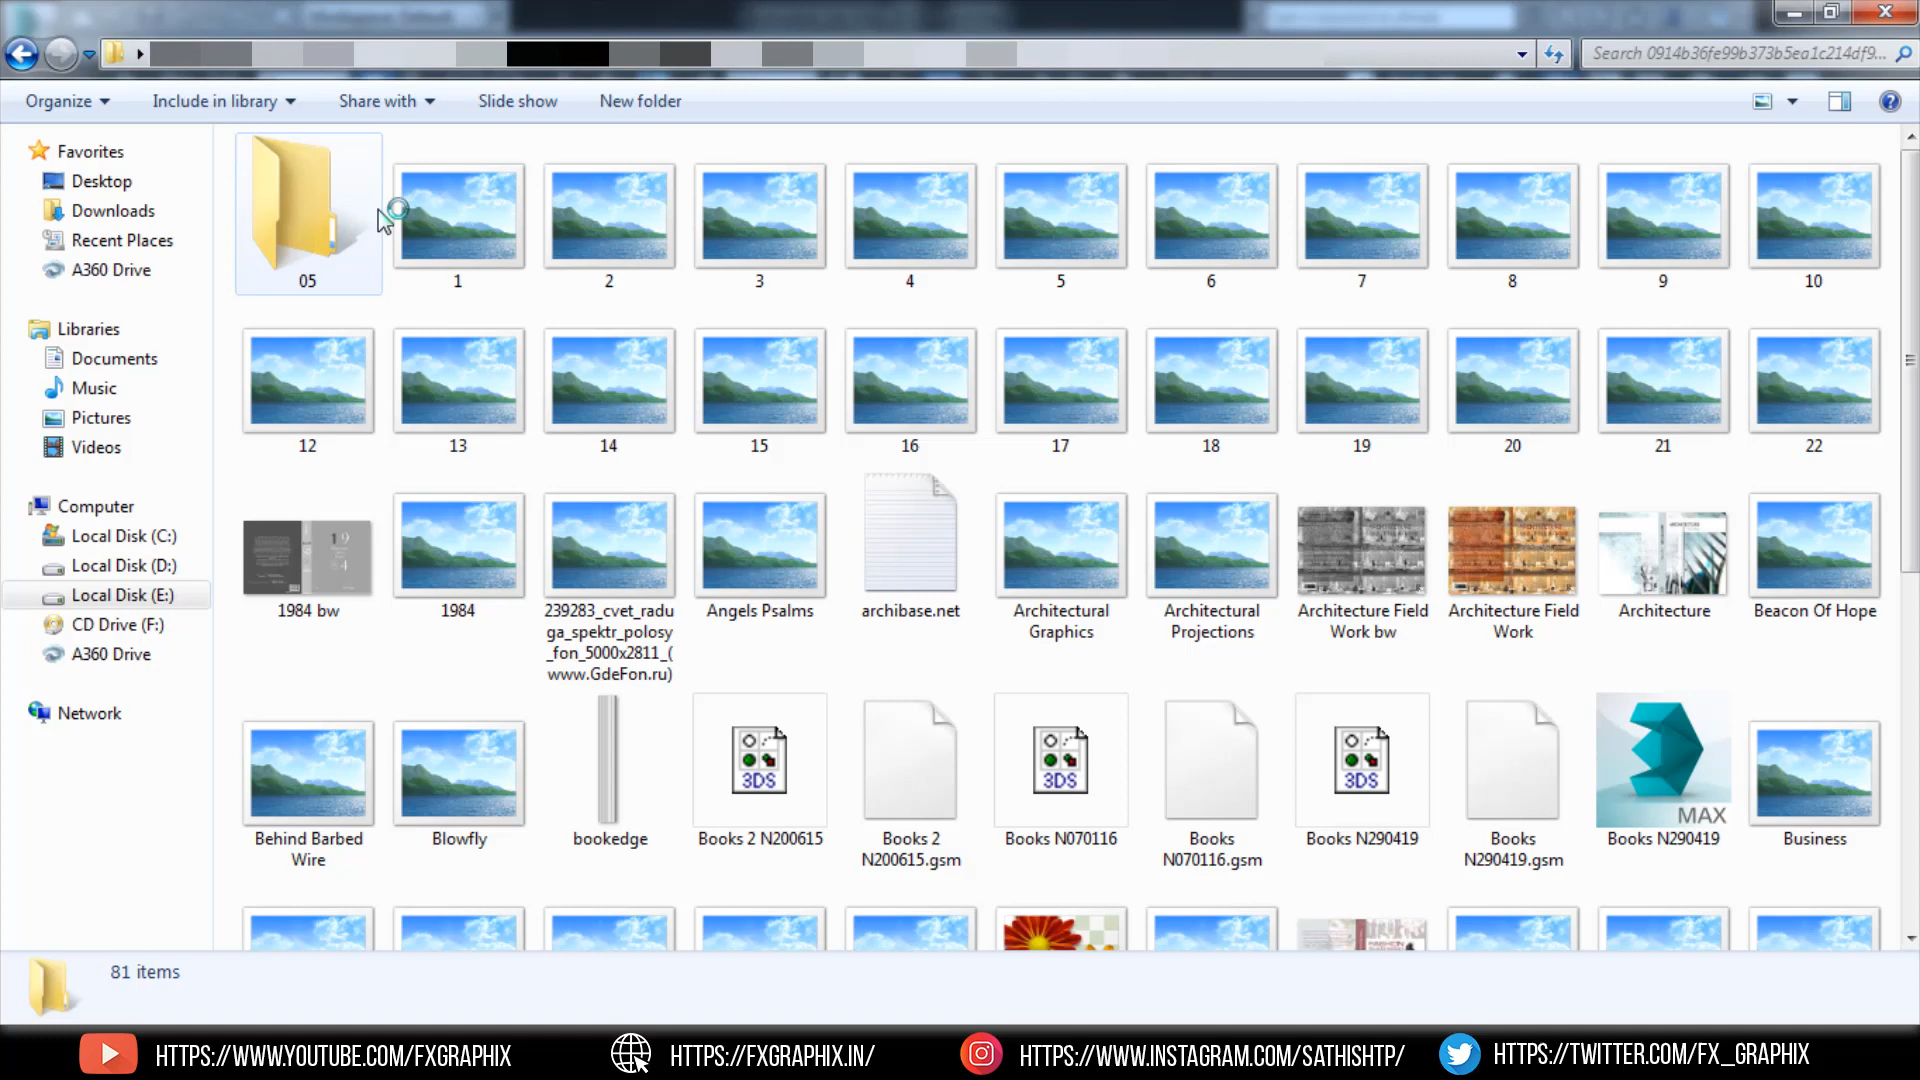 Search 0914b36fe99b373b5ea1c214df9...
Organize
Include in library
Share with
Slide show
New folder
Favorites
Desktop
Downloads
Recent Places
A360 Drive
Libraries
Documents
Music
Pictures
Videos
Computer
Local Disk (C:)
Local Disk (D:)
Local Disk (E:)
CD Drive (F:)
A360 Drive
Network
05
1
2
3
4
5
6
7
8
9
10
12
13
14
15
16
17
18
19
20
21
22
1984 bw
1984
239283_cvet_radu
ga_spektr_polosy
_fon_5000x2811_(
www.GdeFon.ru)
Angels Psalms
archibase.net
Architectural
Graphics
Architectural
Projections
Architecture Field
Work bw
Architecture Field
Work
Architecture
Beacon Of Hope
Behind Barbed
Wire
Blowfly
bookedge
3DS
Books 2 N200615
Books 2
N200615.gsm
3DS
Books N070116
Books
N070116.gsm
3DS
Books N290419
Books
N290419.gsm
MAX
Books N290419
Business
81 items
HTTPS://WWW.YOUTUBE.COM/FXGRAPHIX
HTTPS://FXGRAPHIX.IN/
HTTPS://WWW.INSTAGRAM.COM/SATHISHTP/
HTTPS://TWITTER.COM/FX_GRAPHIX